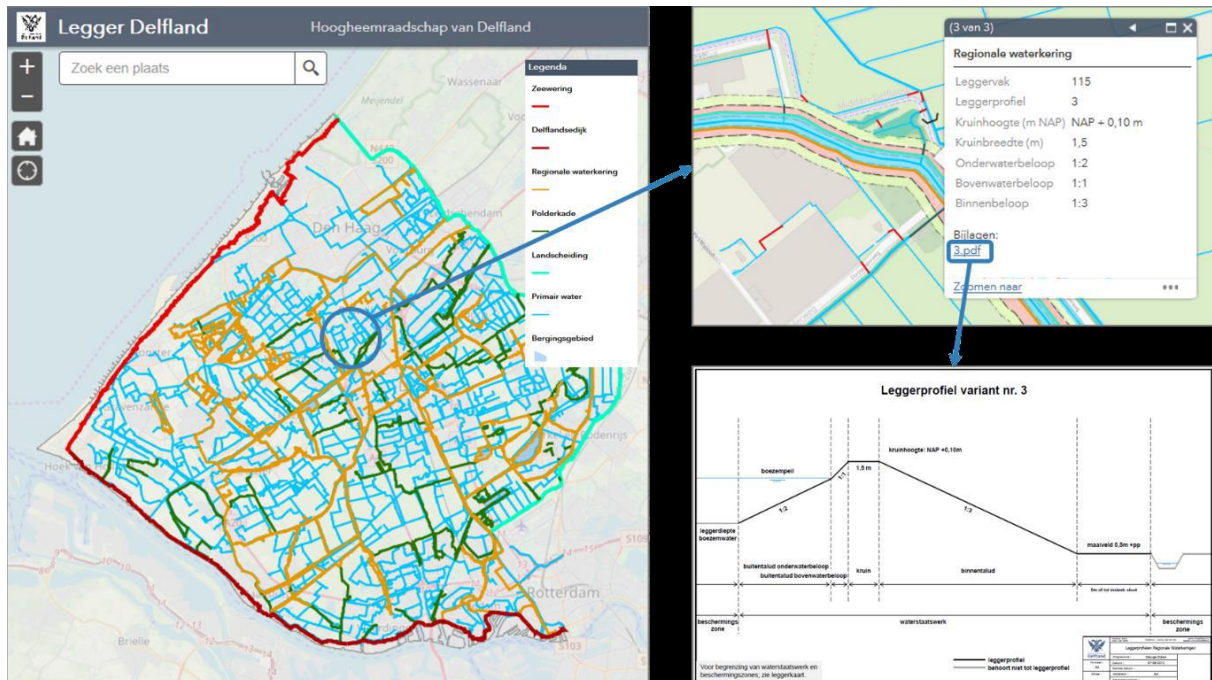 Legger Delfland
Hoogheemraadschap van Delfland
Zoek een plaats
Legenda
Zeewering
Delflandsedijk
Regionale waterkering
Polderkade
Landscheiding
Primair water
Bergingsgebied
Wassenaar
Meijendel
Den Haag
Rotterdam
Brielle
S103
(3 van 3)
Regionale waterkering
Leggervak 115
Leggerprofiel 3
Kruinhoogte (m NAP) NAP + 0,10 m
Kruinbreedte (m) 1,5
Onderwaterbeloop 1:2
Bovenwaterbeloop 1:1
Binnenbeloop 1:3
Bijlagen:
3.pdf
Zoomen naar
Leggerprofiel variant nr. 3
kruinhoogte: NAP +0,10m
boezempeil
1,5 m
1:1
1:2
1:3
leggerdiepte
boezemwater
maaiveld 0,5m +pp
buitentalud onderwaterbeloop
buitentalud bovenwaterbeloop
kruin
binnentalud
beschermings
zone
waterstaatswerk
beschermings
zone
leggerprofiel
behoort niet tot leggerprofiel
Voor begrenzing van waterstaatswerk en
beschermingszones; zie leggerkaart.
Delfland
Leggerprofielen Regionale Waterkeringen